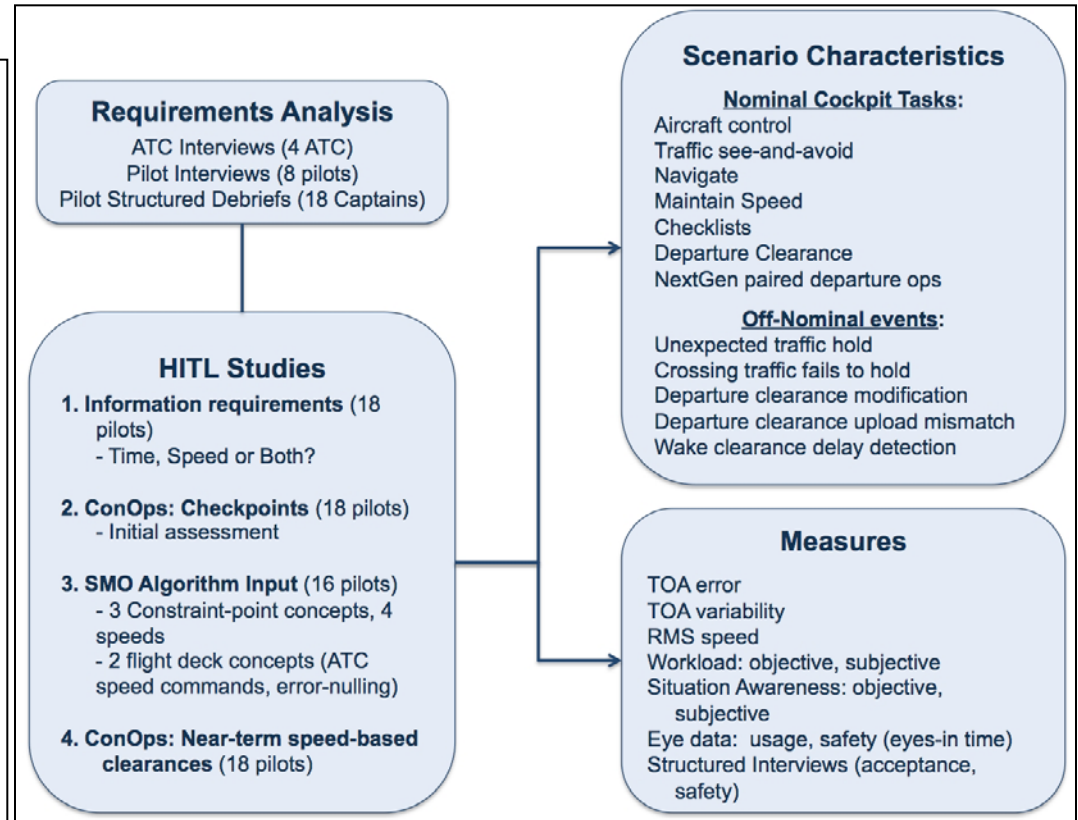 Requirements Analysis
ATC Interviews (4 ATC)
Pilot Interviews (8 pilots)
Pilot Structured Debriefs (18 Captains)
HITL Studies
1. Information requirements (18
pilots)
- Time, Speed or Both?
2. ConOps: Checkpoints (18 pilots)
- Initial assessment
3. SMO Algorithm Input (16 pilots)
- 3 Constraint-point concepts, 4
speeds
- 2 flight deck concepts (ATC
speed commands, error-nulling)
4. ConOps: Near-term speed-based
clearances (18 pilots)
Scenario Characteristics
Nominal Cockpit Tasks:
Aircraft control
Traffic see-and-avoid
Navigate
Maintain Speed
Checklists
Departure Clearance
NextGen paired departure ops
Off-Nominal events:
Unexpected traffic hold
Crossing traffic fails to hold
Departure clearance modification
Departure clearance upload mismatch
Wake clearance delay detection
Measures
TOA error
TOA variability
RMS speed
Workload: objective, subjective
Situation Awareness: objective,
subjective
Eye data: usage, safety (eyes-in time)
Structured Interviews (acceptance,
safety)